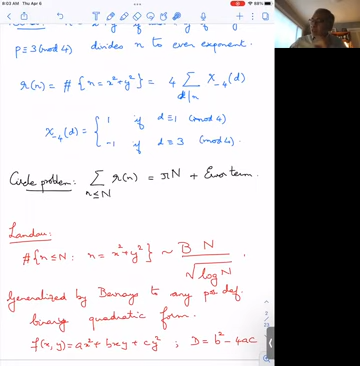 8:03 AM Thu Apr 6
88%
p≡3(mod 4) divides n to even exponent.
r(n) = #{n=x²+y²} = 4 ∑ χ₋₄(d)
d|n
χ₋₄(d) = { 1 if d≡1 (mod 4)
-1 if d≡3 (mod 4).
Circle problem: ∑ r(n) = πN + Error term.
n≤N
Landau:
#{n≤N: n=x²+y²} ~ B N / √log N
Generalized by Bernays to any pos. def.
binary quadratic form.
f(x,y)=ax²+bxy+cy² ; D=b²-4ac